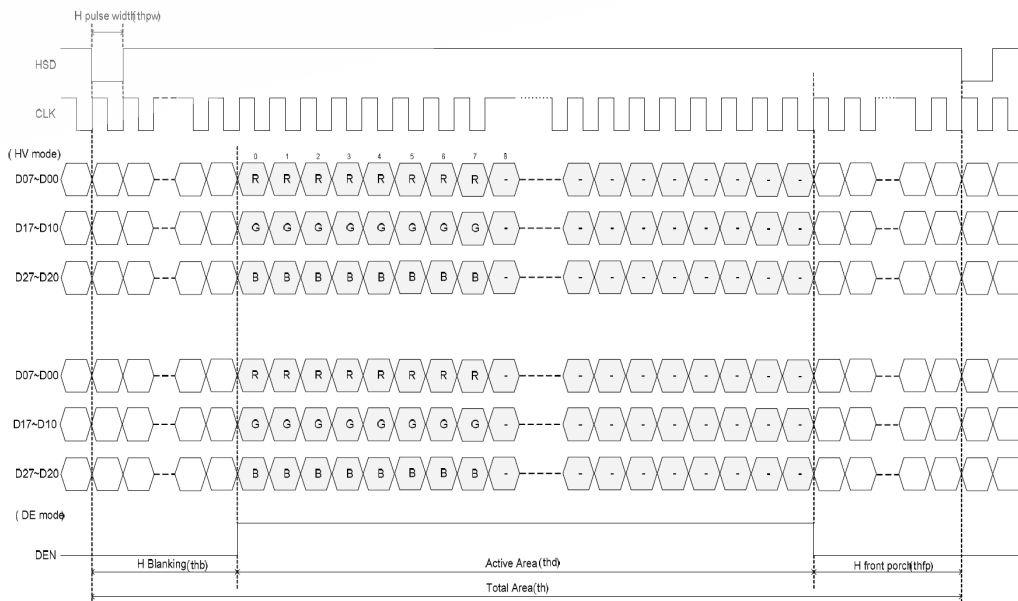 H pulse width(thpw)
HSD
CLK
( HV mode)
0 1 2 3 4 5 6 7 8
D07~D00 R R R R R R R R - - - - - - - - -
D17~D10 G G G G G G G G - - - - - - - - -
D27~D20 B B B B B B B B - - - - - - - - -
D07~D00 R R R R R R R R - - - - - - - - -
D17~D10 G G G G G G G G - - - - - - - - -
D27~D20 B B B B B B B B - - - - - - - - -
( DE mode)
DEN
H Blanking(thb) Active Area(thd) H front porch(thfp)
Total Area(th)